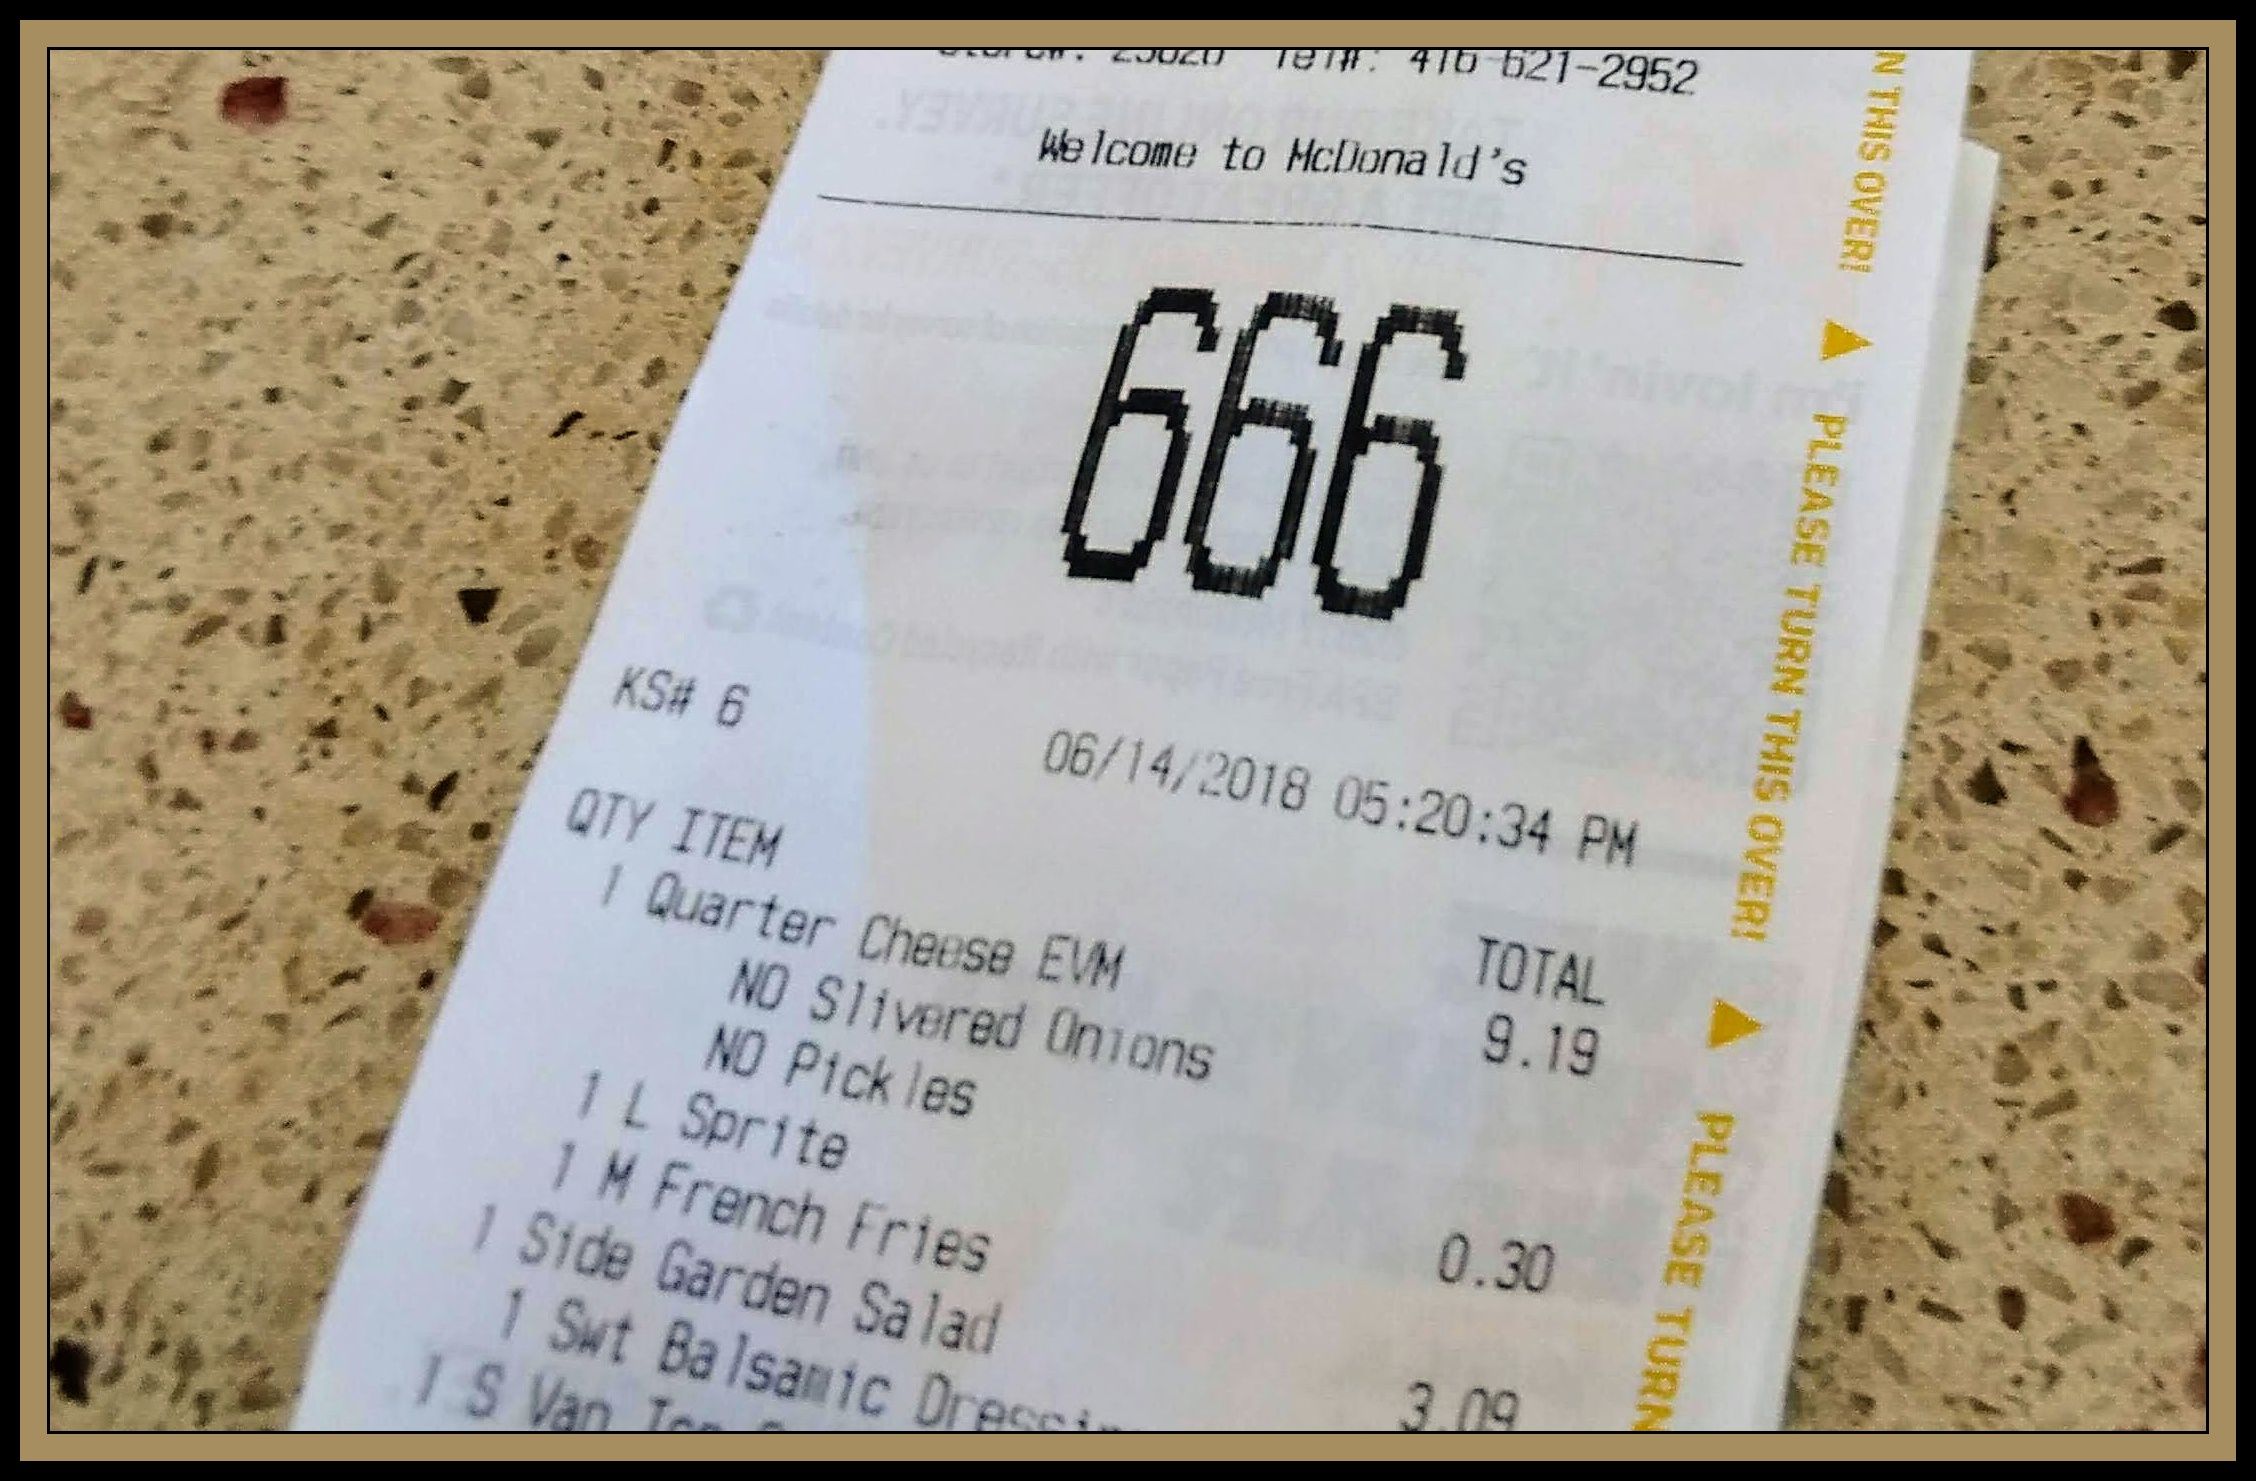 Tel#: 416-621-2952
Welcome to McDonald's
666
KS# 6
06/14/2018 05:20:34 PM
QTY ITEM TOTAL
1 Quarter Cheese EVM 9.19
NO Slivered Onions
NO Pickles
1 L Sprite
1 M French Fries 0.30
1 Side Garden Salad
1 Swt Balsamic
1 S Van 3.09
N THIS OVER! ▲ PLEASE TURN THIS OVER! ▲ PLEASE TURN